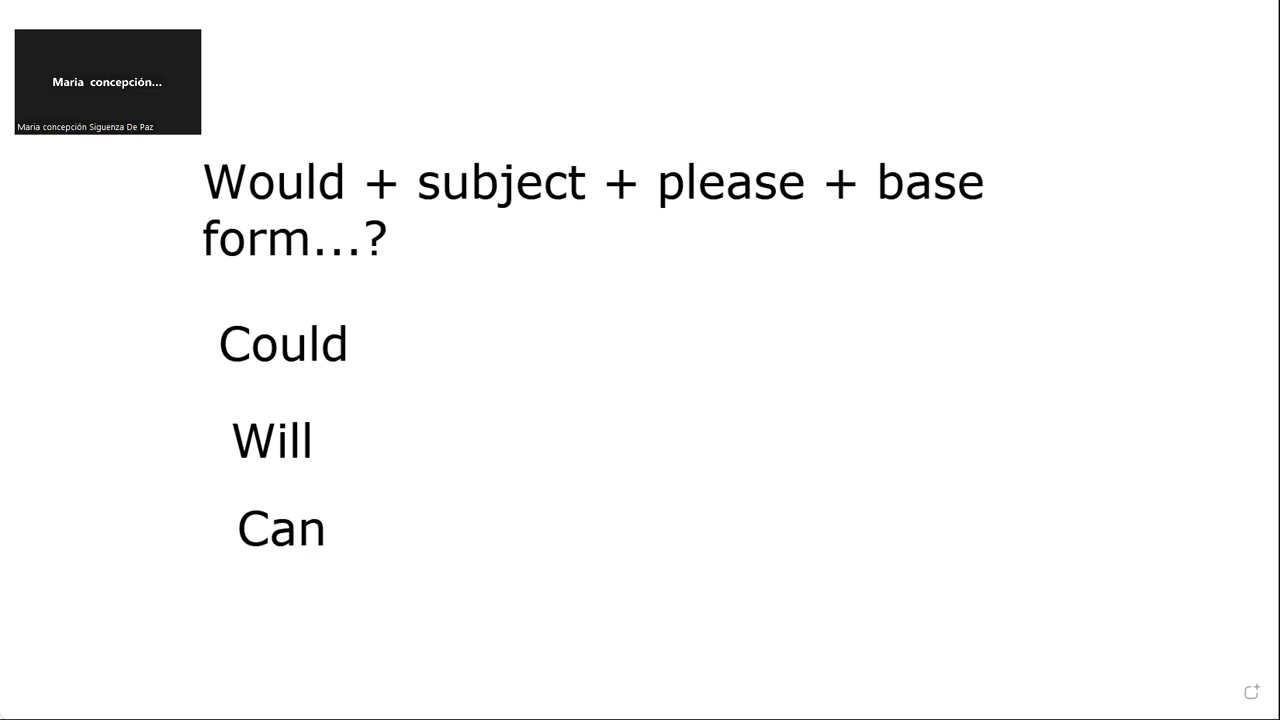 Maria concepción...
Maria concepción Siguenza De Paz
Would + subject + please + base
form...?
Could
Will
Can